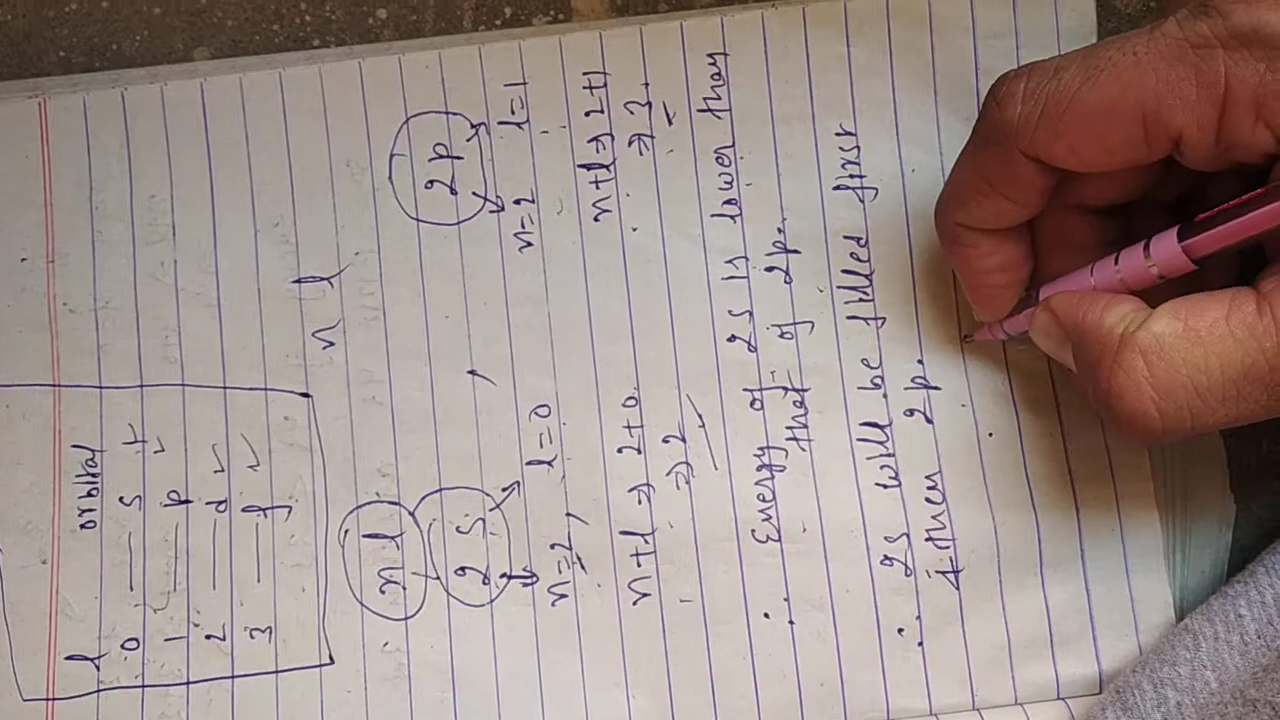 l orbital
0 — s
1 — p
2 — d
3 — f
n l
n l
2 s , 2p
n=2, l=0 n=2 l=1
n+l ⇒ 2+0 n+l ⇒ 2+1
⇒ 2 ⇒ 3
∴ Energy of 2s is lower than
that of 2p.
∴ 2s will be filled first
& then 2p.